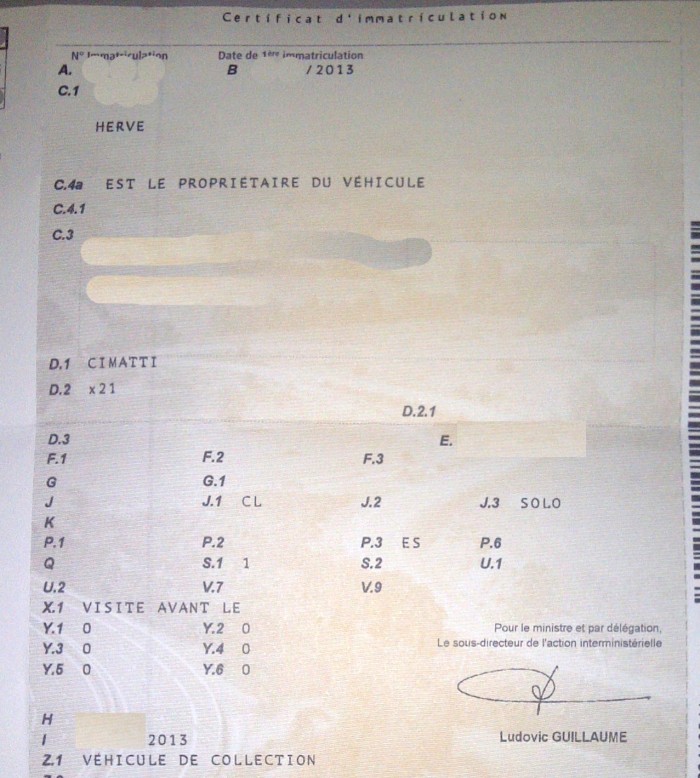 Certificat d'immatriculation
N° Immatriculation Date de 1ère immatriculation
A. B /2013
C.1
HERVE
C.4a EST LE PROPRIÉTAIRE DU VÉHICULE
C.4.1
C.3
D.1 CIMATTI
D.2 x21
D.2.1
D.3 E.
F.1 F.2 F.3
G G.1
J J.1 CL J.2 J.3 SOLO
K
P.1 P.2 P.3 ES P.6
Q S.1 1 S.2 U.1
U.2 V.7 V.9
X.1 VISITE AVANT LE
Y.1 0 Y.2 0
Pour le ministre et par délégation,
Y.3 0 Y.4 0
Le sous-directeur de l'action interministérielle
Y.5 0 Y.6 0
H
I 2013
Ludovic GUILLAUME
Z.1 VÉHICULE DE COLLECTION